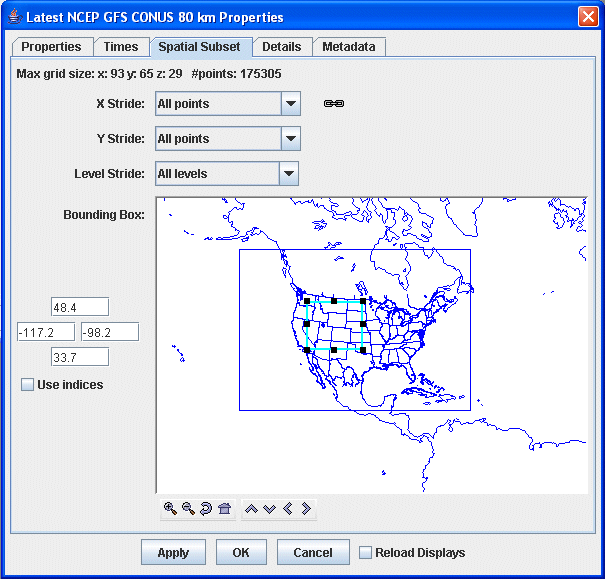 Latest NCEP GFS CONUS 80 km Properties
Properties Times Spatial Subset Details Metadata
Max grid size: x: 93 y: 65 z: 29 #points: 175305
X Stride: All points
Y Stride: All points
Level Stride: All levels
Bounding Box:
48.4
-117.2 -98.2
33.7
Use indices
Apply OK Cancel Reload Displays